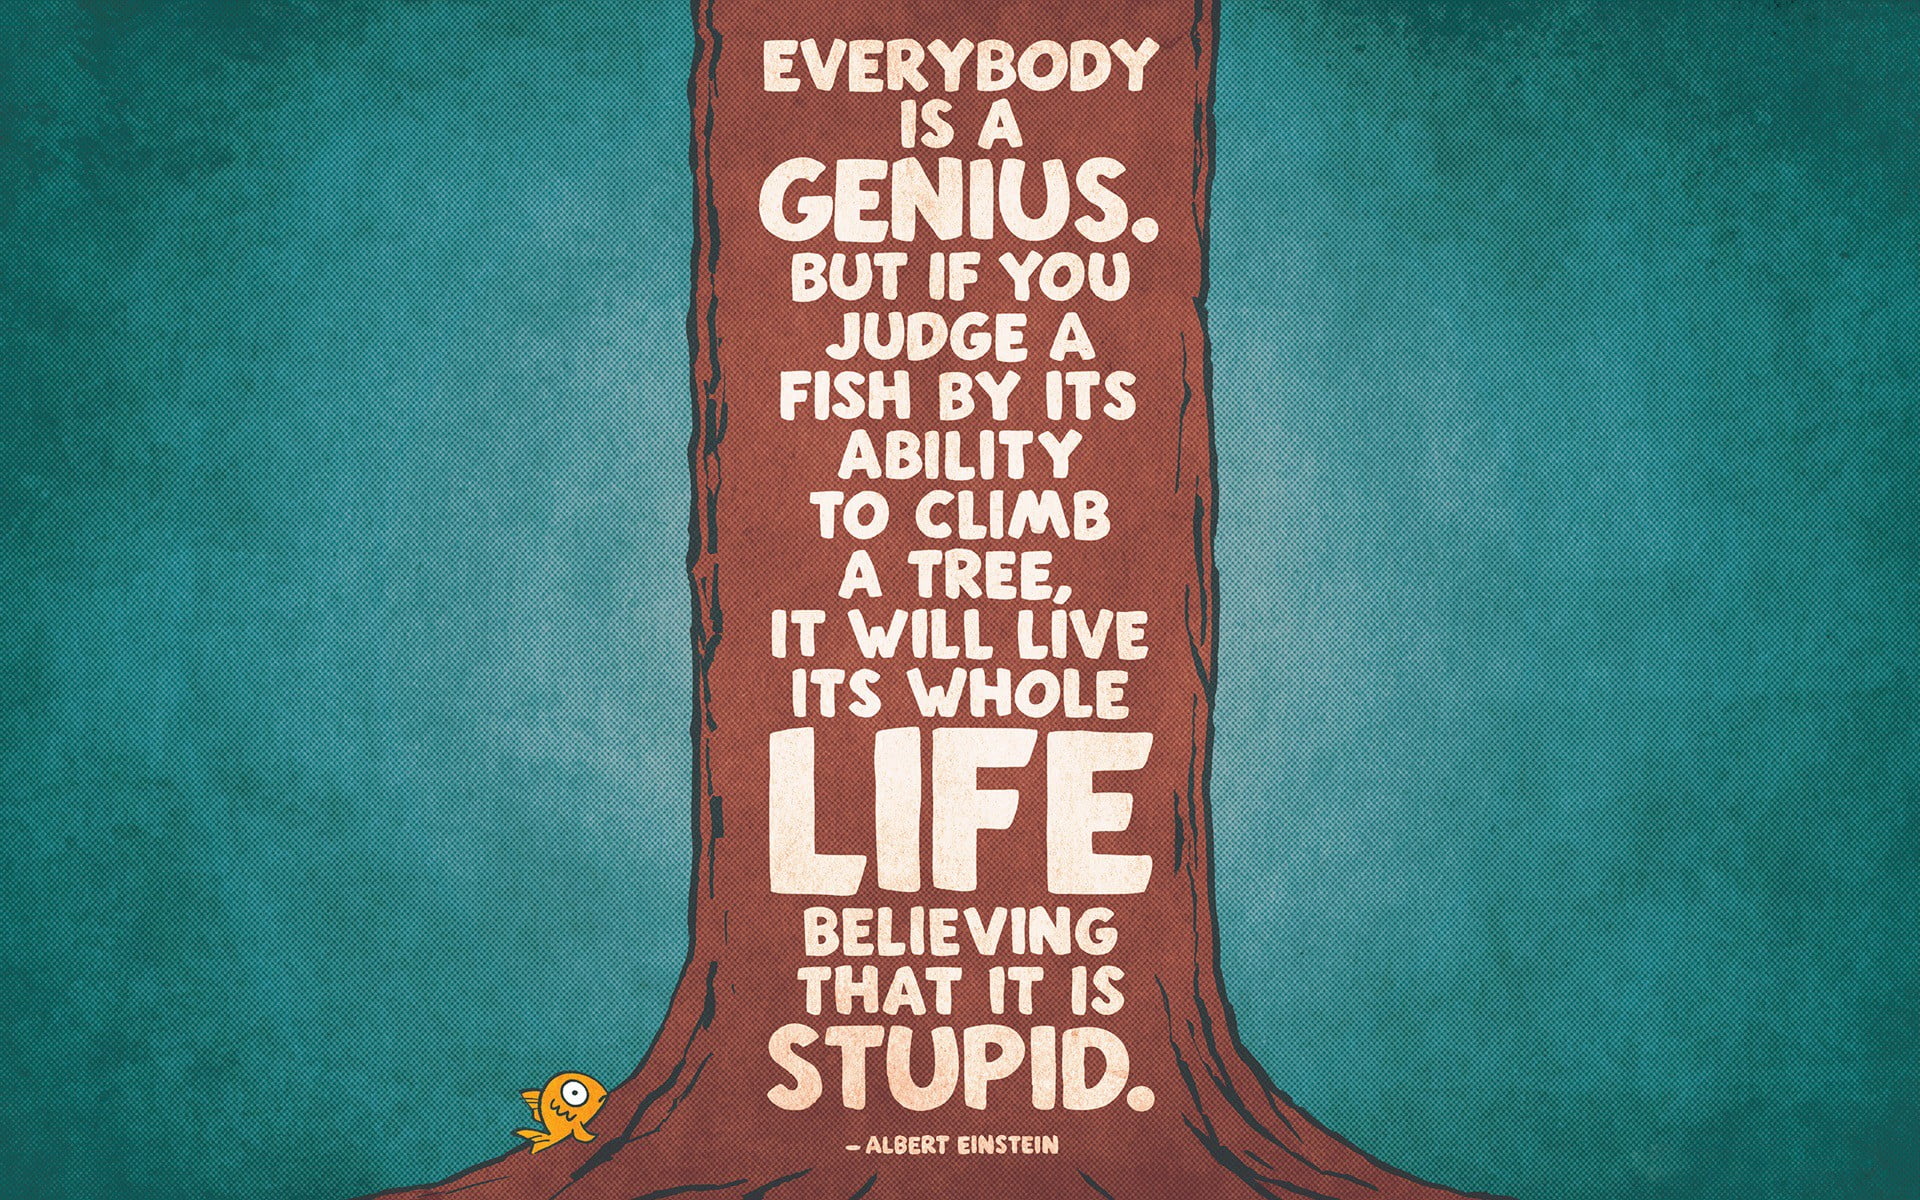 EVERYBODY
IS A
GENIUS.
BUT IF YOU
JUDGE A
FISH BY ITS
ABILITY
TO CLIMB
A TREE,
IT WILL LIVE
ITS WHOLE
LIFE
BELIEVING
THAT IT IS
STUPID.
– ALBERT EINSTEIN